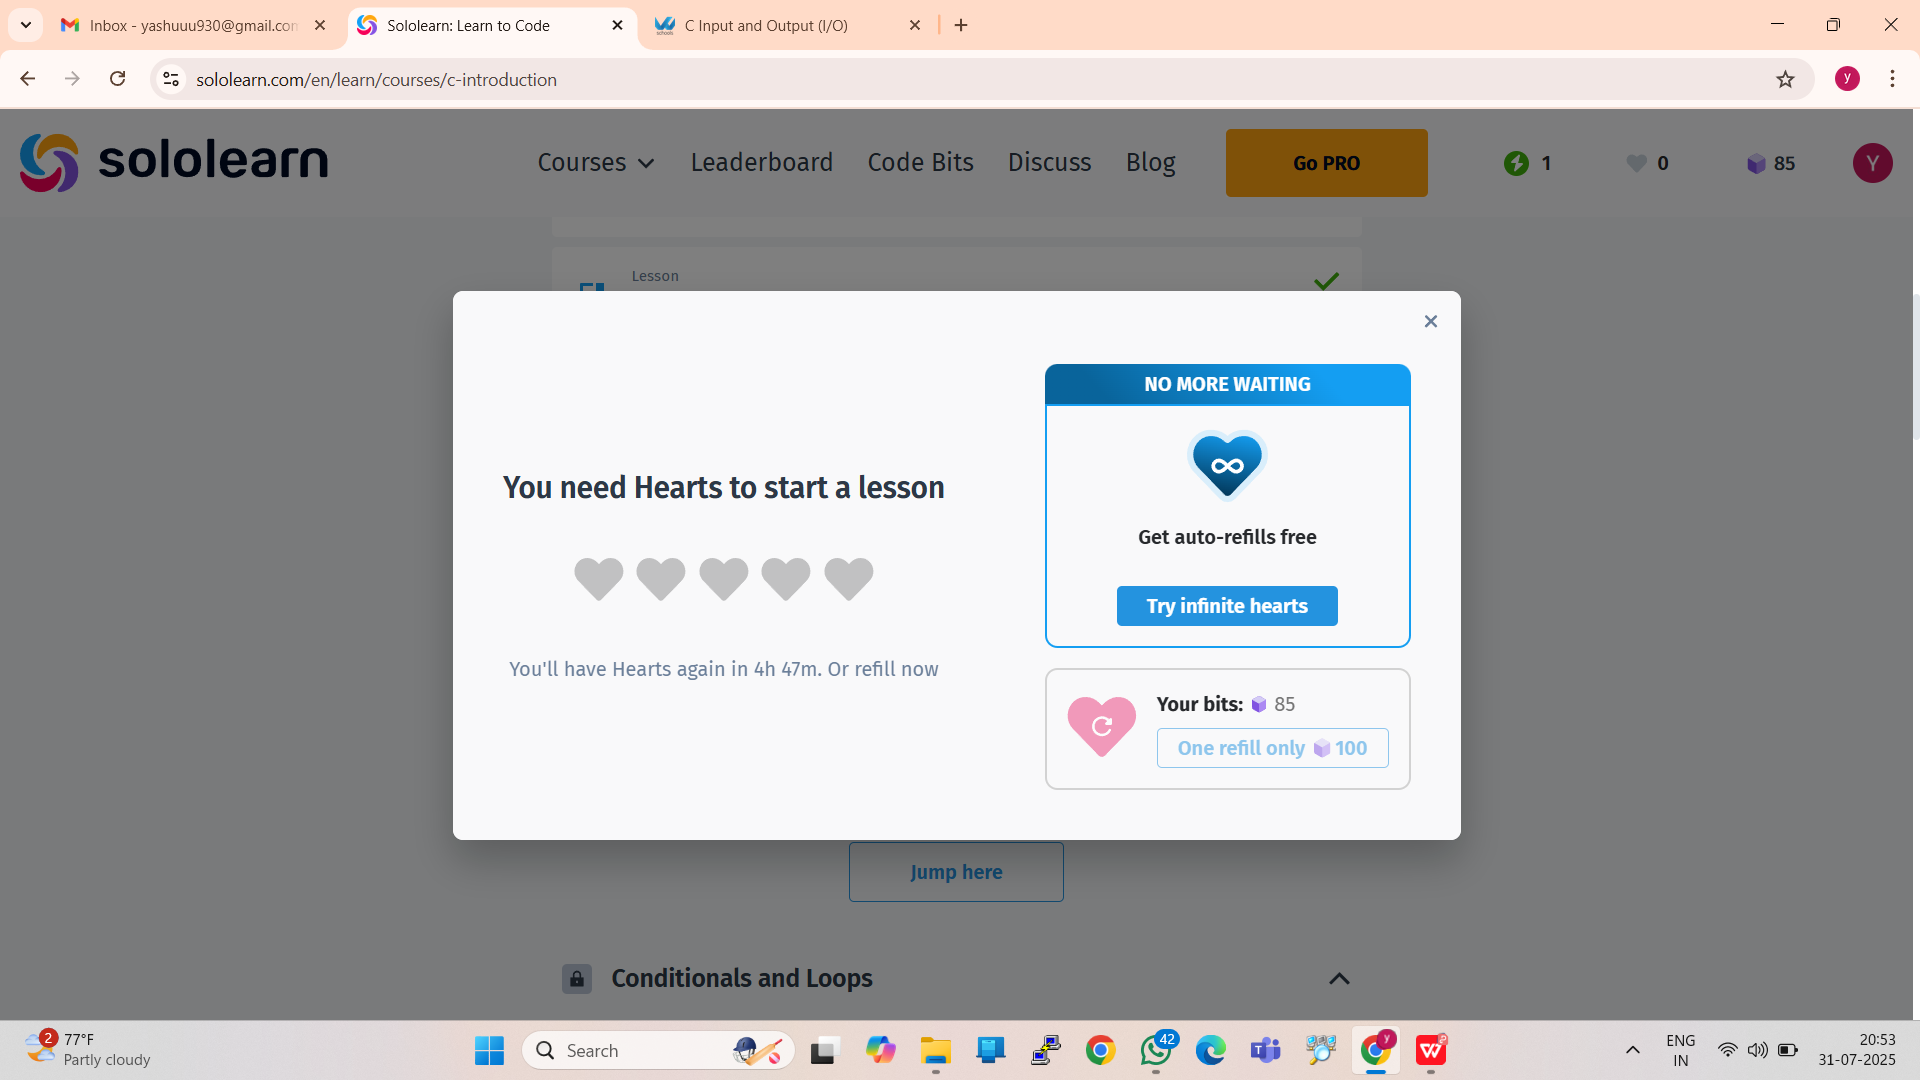 Inbox - yashuuu930@gmail.com
Sololearn: Learn to Code
C Input and Output (I/O)
sololearn.com/en/learn/courses/c-introduction
y
sololearn
Courses
Leaderboard
Code Bits
Discuss
Blog
Go PRO
1
0
85
Y
Lesson
NO MORE WAITING
You need Hearts to start a lesson
Get auto-refills free
Try infinite hearts
You'll have Hearts again in 4h 47m. Or refill now
Your bits: 85
One refill only 100
Jump here
Conditionals and Loops
2
77°F
Partly cloudy
Search
42
y
ENG
IN
20:53
31-07-2025